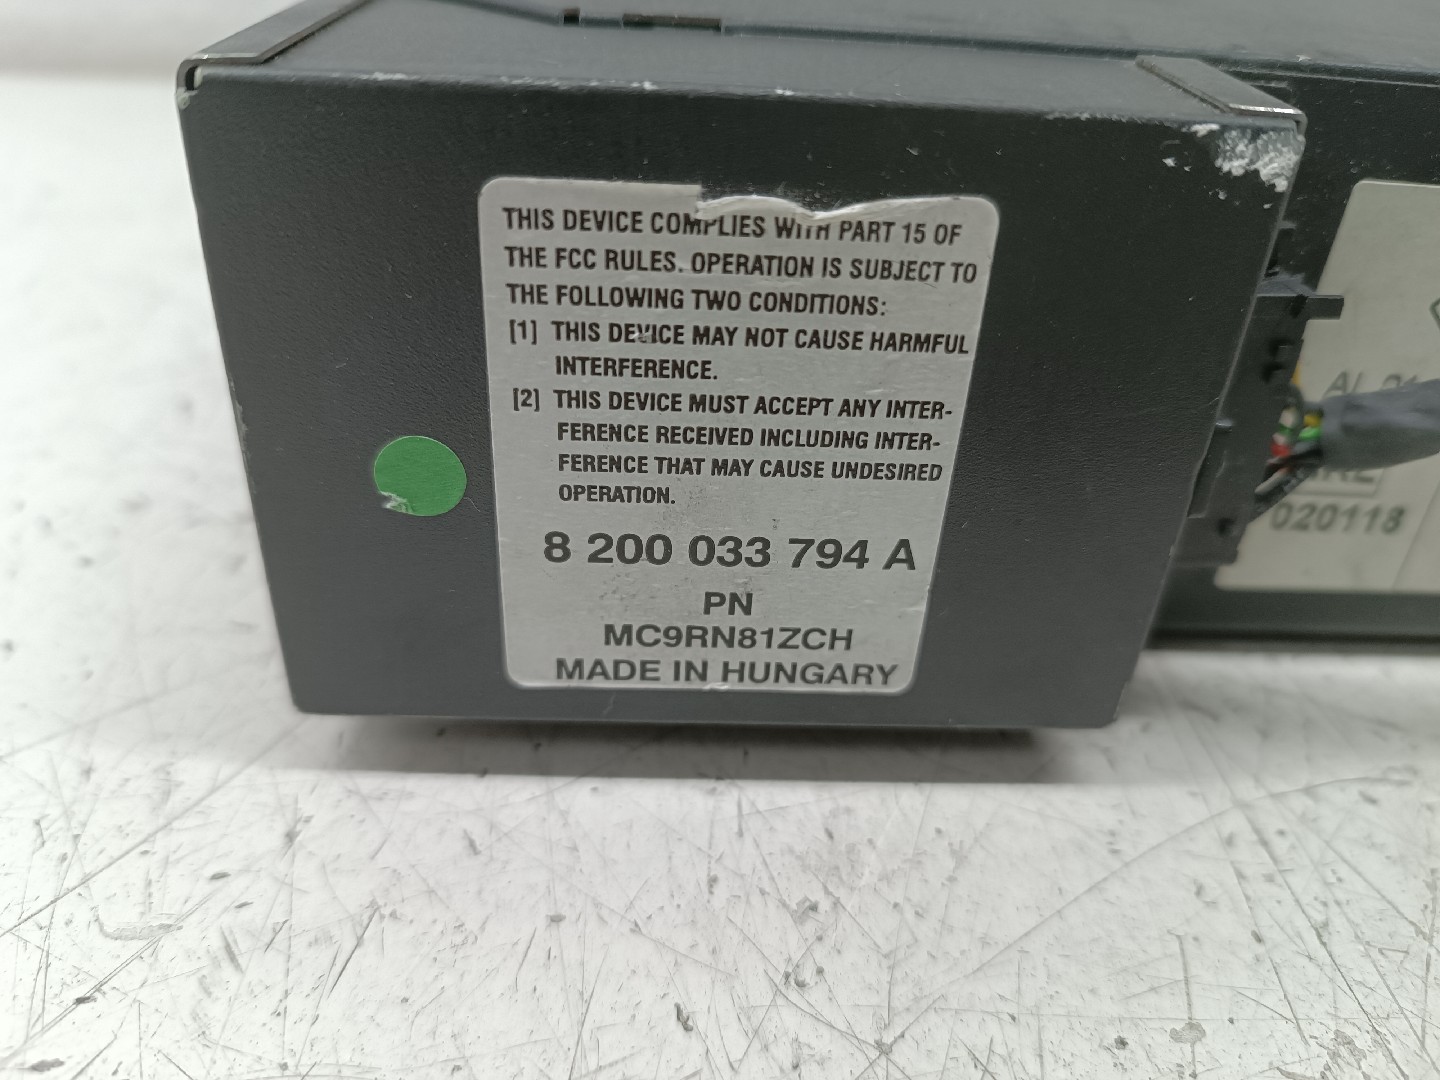 THIS DEVICE COMPLIES WITH PART 15 OF
THE FCC RULES. OPERATION IS SUBJECT TO
THE FOLLOWING TWO CONDITIONS:
[1] THIS DEVICE MAY NOT CAUSE HARMFUL
INTERFERENCE.
[2] THIS DEVICE MUST ACCEPT ANY INTER-
FERENCE RECEIVED INCLUDING INTER-
FERENCE THAT MAY CAUSE UNDESIRED
OPERATION.
8 200 033 794 A
PN
MC9RN81ZCH
MADE IN HUNGARY
020118